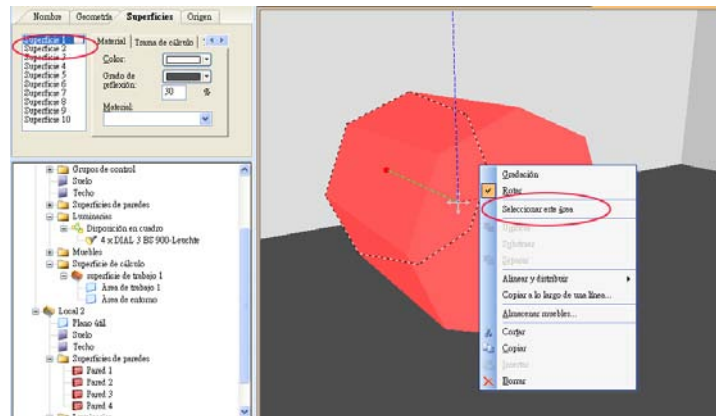 Nombre Geometría Superficies Origen
Superficie 1
Superficie 2
Superficie 3
Superficie 4
Superficie 5
Superficie 6
Superficie 7
Superficie 8
Superficie 9
Superficie 10
Material Trama de cálculo
Color:
Grado de reflexión:
30 %
Material:
Grupos de control
Suelo
Techo
Superficies de paredes
Luminarias
Disposición en cuadro
4 x DIAL 3 BS 900-Leuchte
Muebles
Superficie de cálculo
superficie de trabajo 1
Área de trabajo 1
Área de entorno
Local 2
Plano útil
Suelo
Techo
Superficies de paredes
Pared 1
Pared 2
Pared 3
Pared 4
Luminarias
Gradación
Rotar
Seleccionar este área
Alinear y distribuir
Copiar a lo largo de una línea...
Almacenar muebles...
Cortar
Copiar
Insertar
Borrar